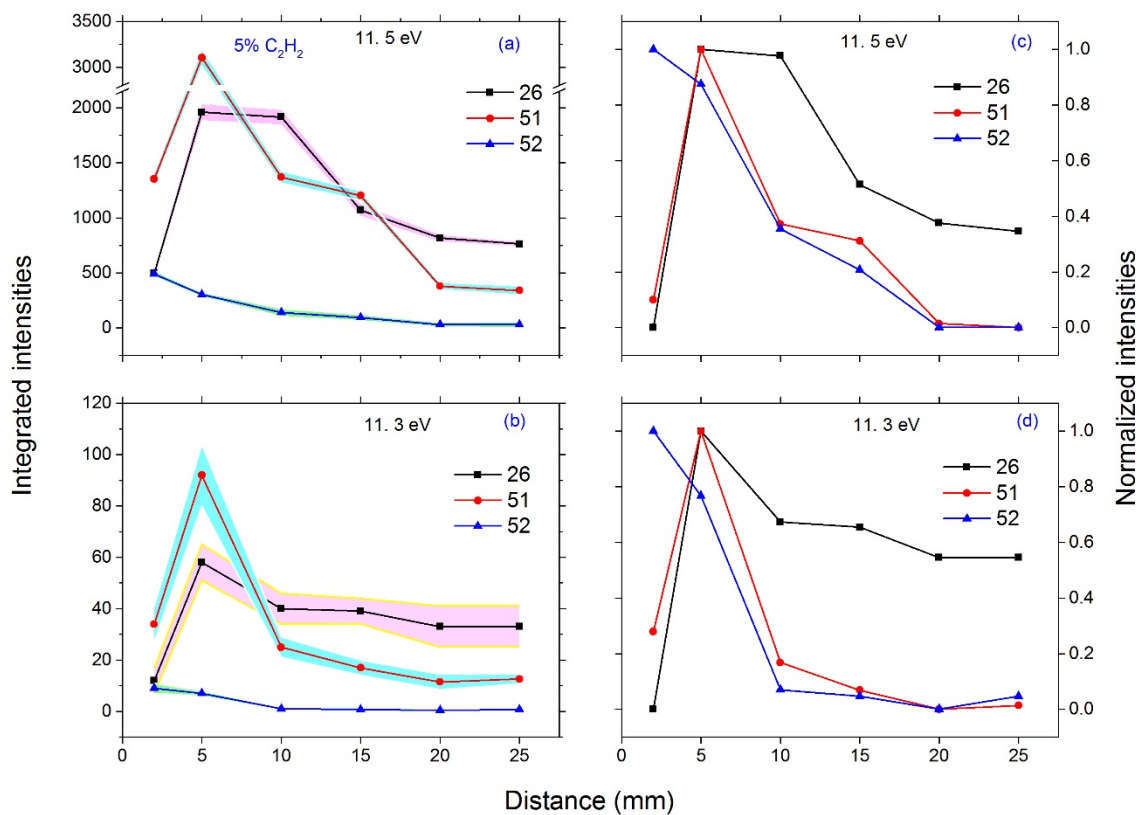 Integrated intensities
3500
3000
2000
1500
1000
500
0
5% C₂H₂
11. 5 eV
(a)
26
51
52
11. 5 eV
(c)
26
51
52
1.0
0.8
0.6
0.4
0.2
0.0
Normalized intensities
120
100
80
60
40
20
0
11. 3 eV
(b)
26
51
52
0 5 10 15 20 25
11. 3 eV
(d)
26
51
52
1.0
0.8
0.6
0.4
0.2
0.0
0 5 10 15 20 25
Distance (mm)